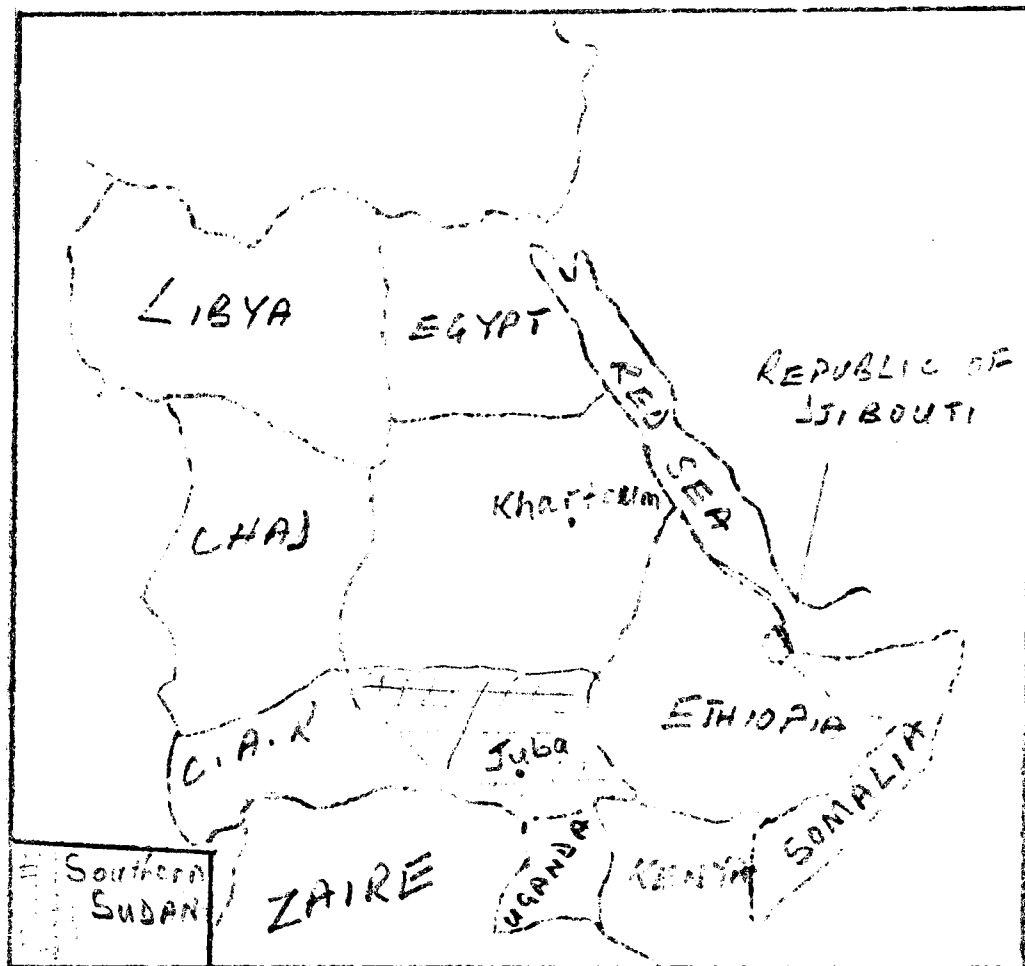 LIBYA
EGYPT
RED SEA
REPUBLIC OF
DJIBOUTI
Khartoum
CHAD
ETHIOPIA
C.A.R
Juba
SOMALIA
UGANDA
KENYA
ZAIRE
Southern
SUDAN